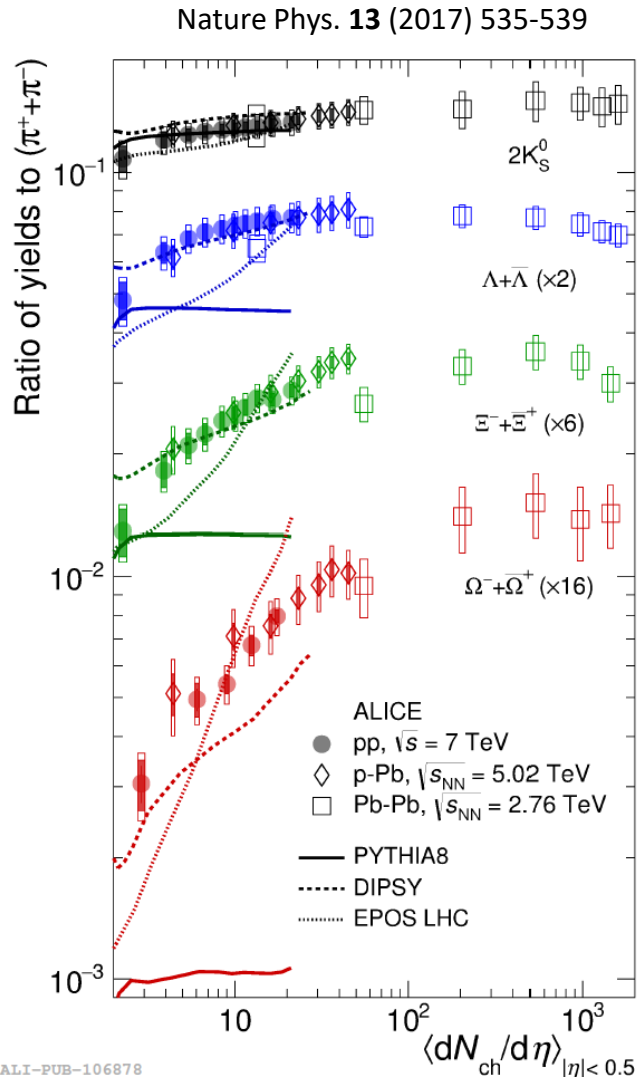 Nature Phys. 13 (2017) 535-539
Ratio of yields to (π⁺+π⁻)
10⁻¹
2K⁰S
Λ+Λ̅ (×2)
Ξ⁻+Ξ̅⁺ (×6)
10⁻²
Ω⁻+Ω̅⁺ (×16)
ALICE
pp, √s = 7 TeV
p-Pb, √sNN = 5.02 TeV
Pb-Pb, √sNN = 2.76 TeV
PYTHIA8
DIPSY
EPOS LHC
10⁻³
10
10²
10³
⟨dNch/dη⟩|η|< 0.5
ALI-PUB-106878